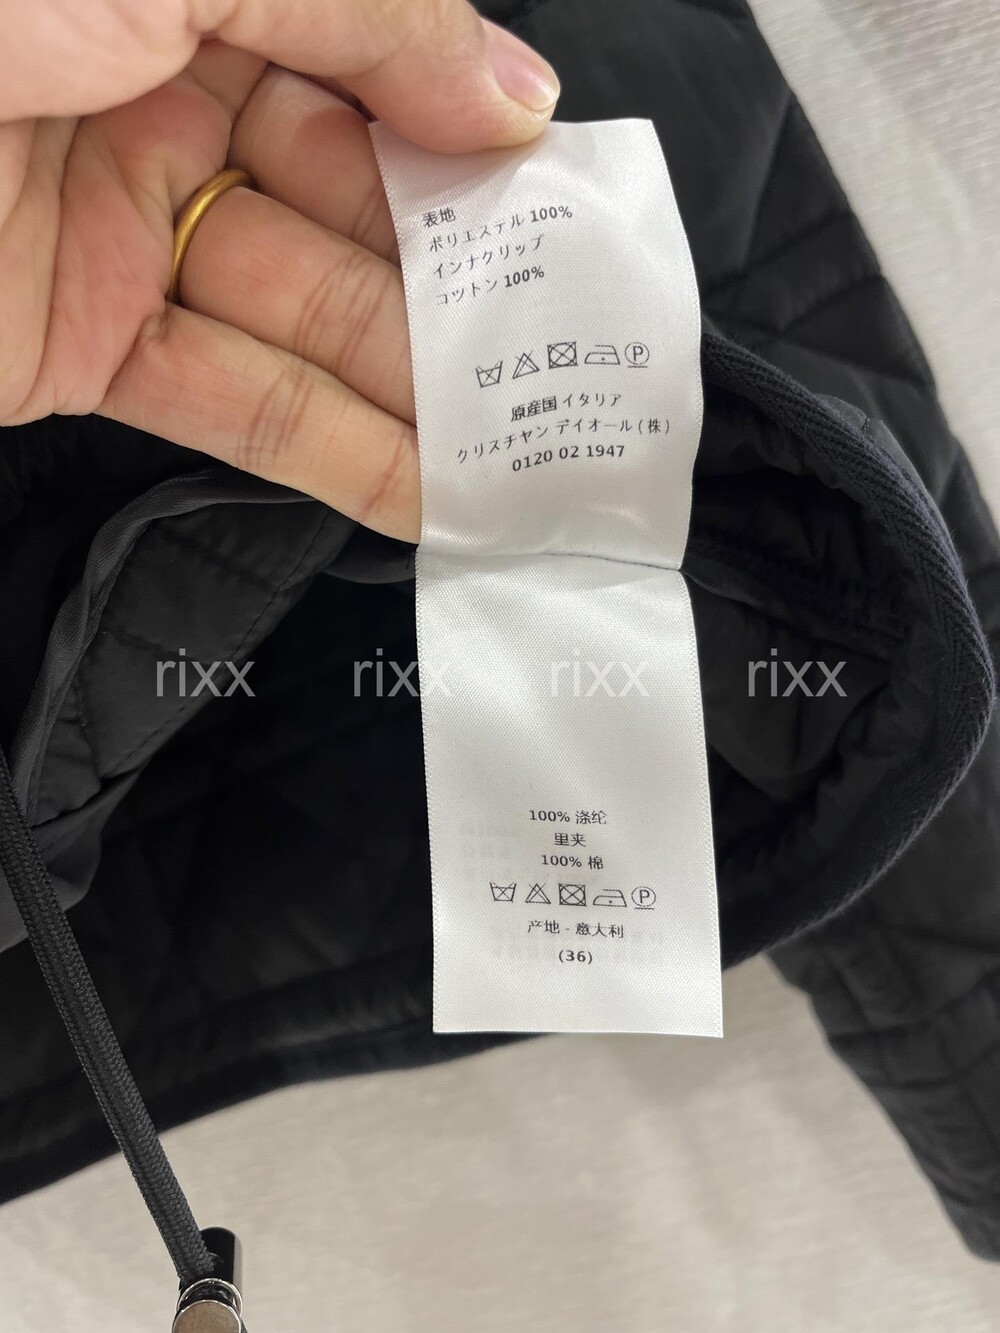 表地
ポリエステル 100%
インナクリップ
コツトン 100%
P
原産国 イタリア
クリスチヤン デイオール (株)
0120 02 1947
rixx rixx rixx rixx
100% 涤纶
里夹
100% 棉
P
产地 - 意大利
(36)